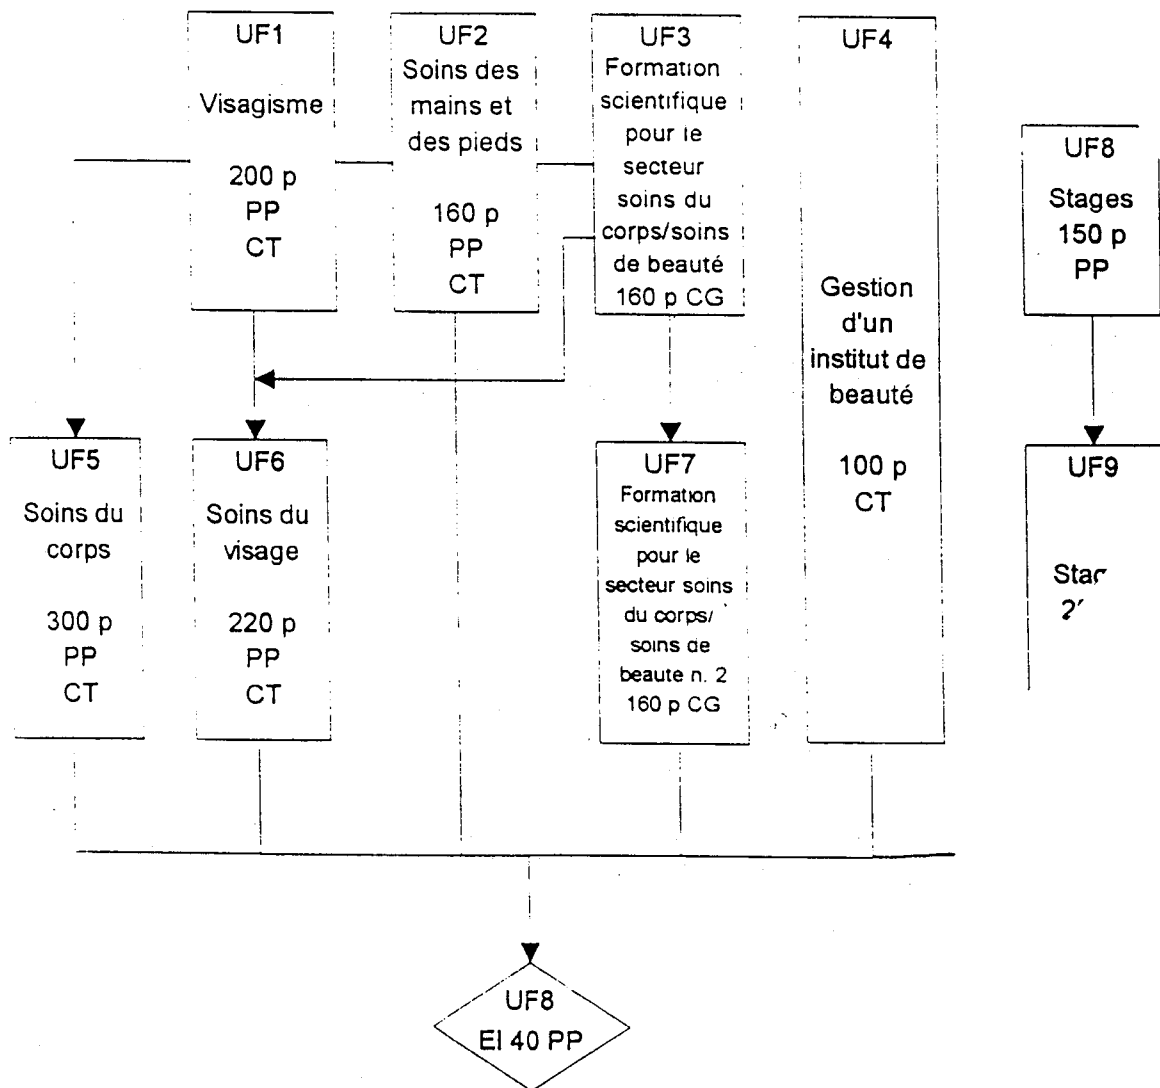 UF1
Visagisme
200 p
PP
CT
UF2
Soins des
mains et
des pieds
160 p
PP
CT
UF3
Formation
scientifique
pour le
secteur
soins du
corps/soins
de beauté
160 p CG
UF4
Gestion
d'un
institut de
beauté
100 p
CT
UF8
Stages
150 p
PP
UF5
Soins du
corps
300 p
PP
CT
UF6
Soins du
visage
220 p
PP
CT
UF7
Formation
scientifique
pour le
secteur soins
du corps/
soins de
beaute n. 2
160 p CG
UF9
UF8
EI 40 PP